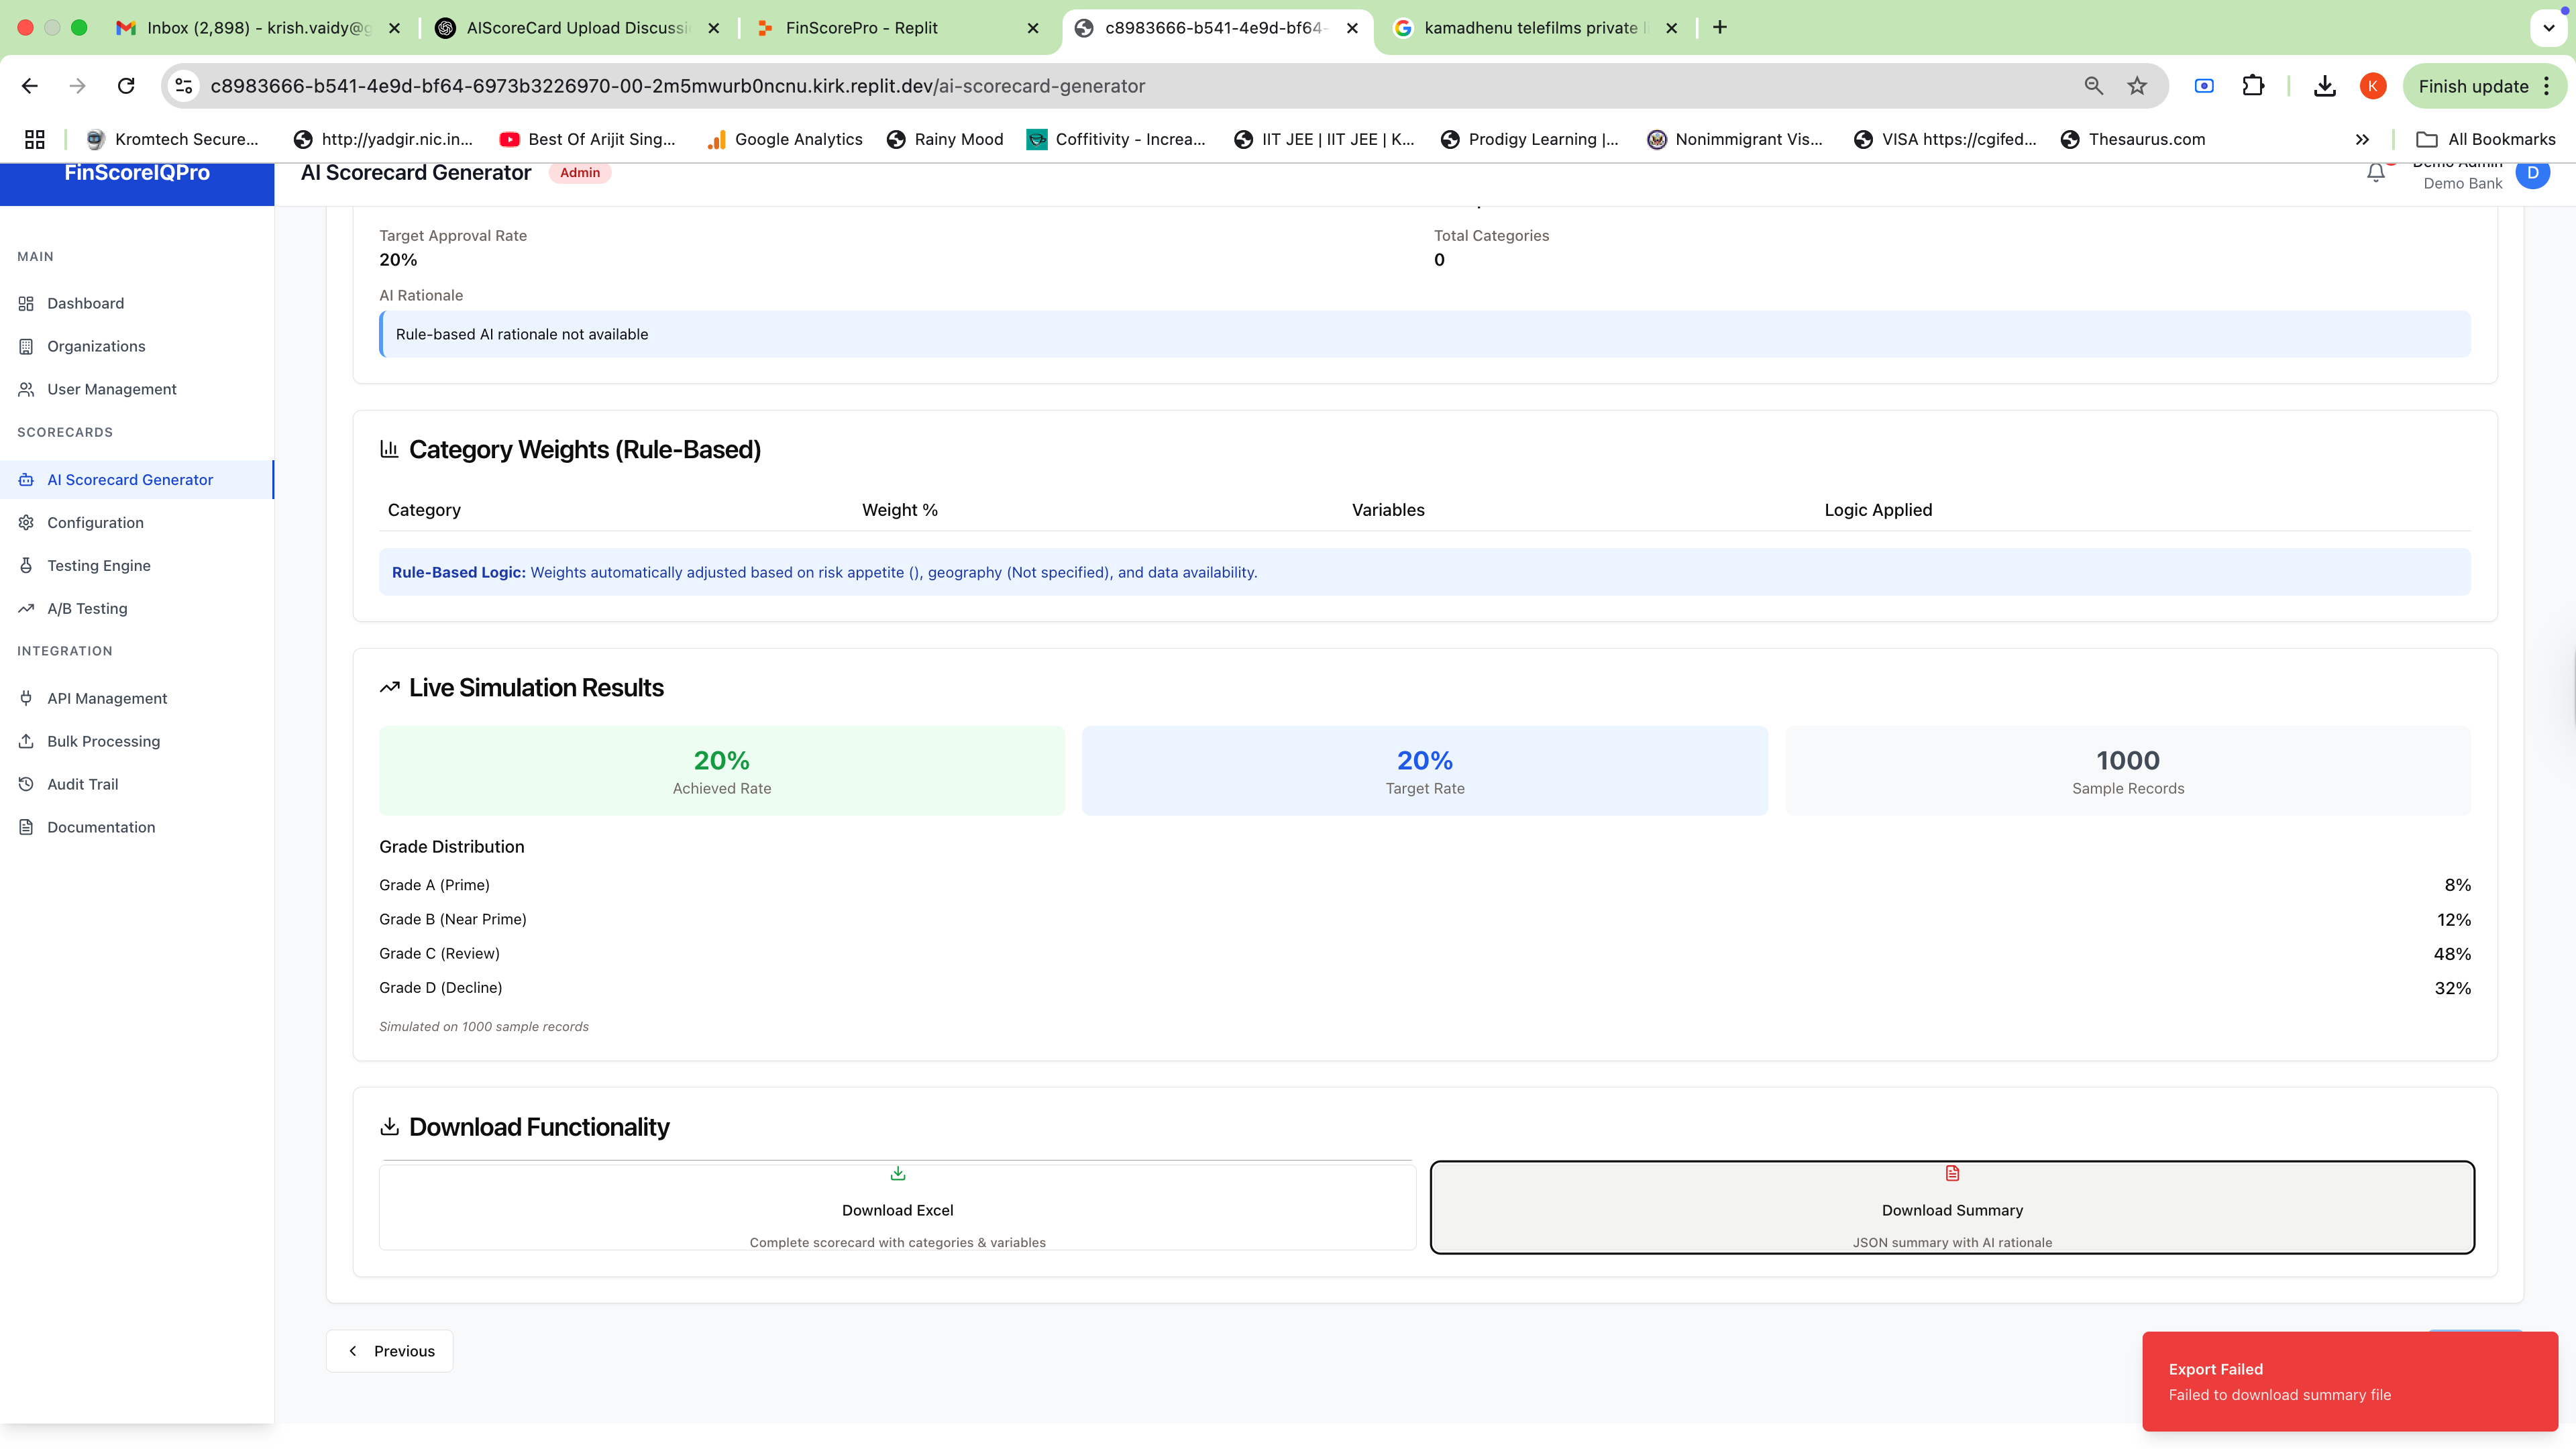 Inbox (2,898) - krish.vaidy@g
AIScoreCard Upload Discussi
FinScorePro - Replit
c8983666-b541-4e9d-bf64-
kamadhenu telefilms private l
c8983666-b541-4e9d-bf64-6973b3226970-00-2m5mwurb0ncnu.kirk.replit.dev/ai-scorecard-generator
K
Finish update
Kromtech Secure...
http://yadgir.nic.in...
Best Of Arijit Sing...
Google Analytics
Rainy Mood
Coffitivity - Increa...
IIT JEE | IIT JEE | K...
Prodigy Learning |...
Nonimmigrant Vis...
VISA https://cgifed...
Thesaurus.com
All Bookmarks
FinScoreIQPro
AI Scorecard Generator
Admin
Demo Admin
Demo Bank
D
MAIN
Dashboard
Organizations
User Management
SCORECARDS
AI Scorecard Generator
Configuration
Testing Engine
A/B Testing
INTEGRATION
API Management
Bulk Processing
Audit Trail
Documentation
Target Approval Rate
20%
Total Categories
0
AI Rationale
Rule-based AI rationale not available
Category Weights (Rule-Based)
Category Weight % Variables Logic Applied
Rule-Based Logic: Weights automatically adjusted based on risk appetite (), geography (Not specified), and data availability.
Live Simulation Results
20%
Achieved Rate
20%
Target Rate
1000
Sample Records
Grade Distribution
Grade A (Prime) 8%
Grade B (Near Prime) 12%
Grade C (Review) 48%
Grade D (Decline) 32%
Simulated on 1000 sample records
Download Functionality
Download Excel
Complete scorecard with categories & variables
Download Summary
JSON summary with AI rationale
Previous
Export Failed
Failed to download summary file